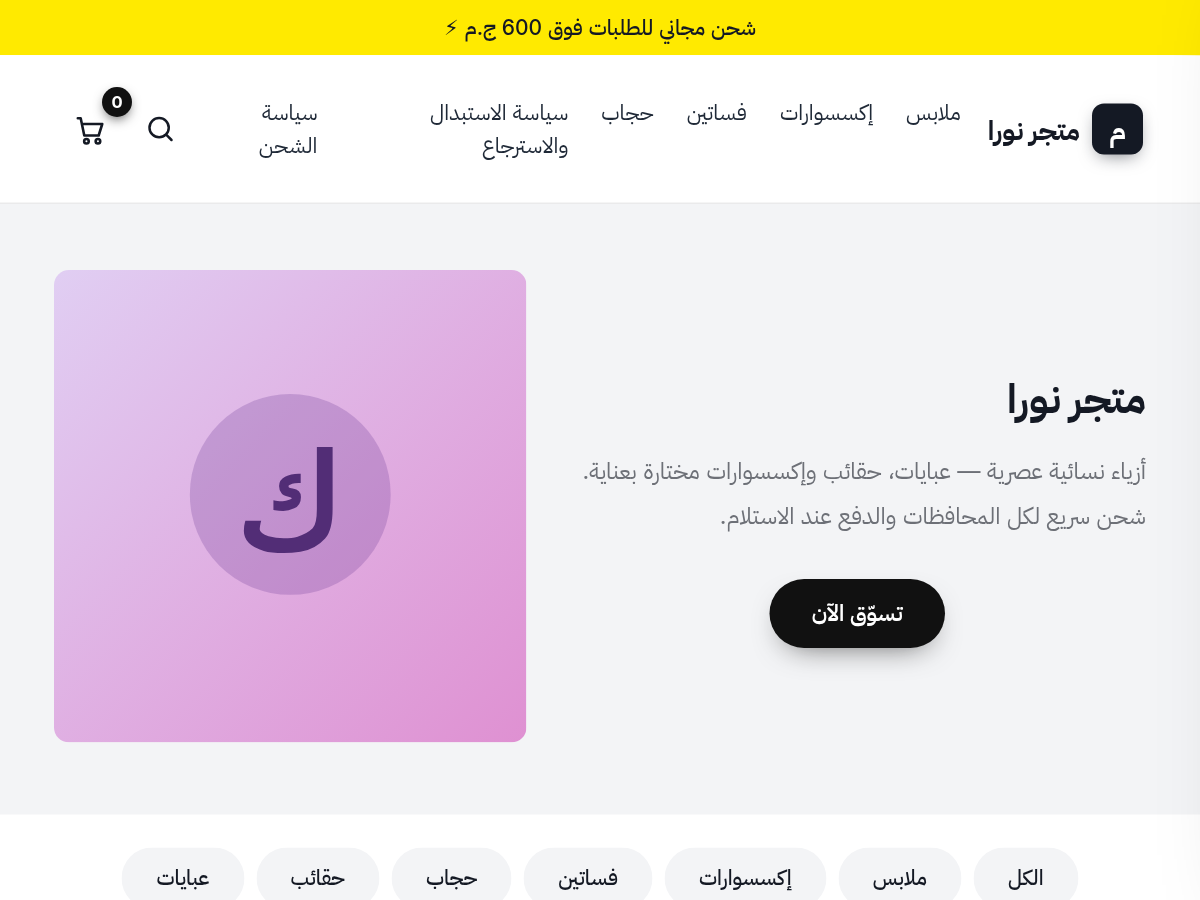 شحن مجاني للطلبات فوق 600 ج.م ⚡
م
متجر نورا
ملابس
إكسسوارات
فساتين
حجاب
سياسة الاستبدال
والاسترجاع
سياسة
الشحن
0
متجر نورا
أزياء نسائية عصرية — عبايات، حقائب وإكسسوارات مختارة بعناية.
شحن سريع لكل المحافظات والدفع عند الاستلام.
تسوّق الآن
ك
الكل
ملابس
إكسسوارات
فساتين
حجاب
حقائب
عبايات